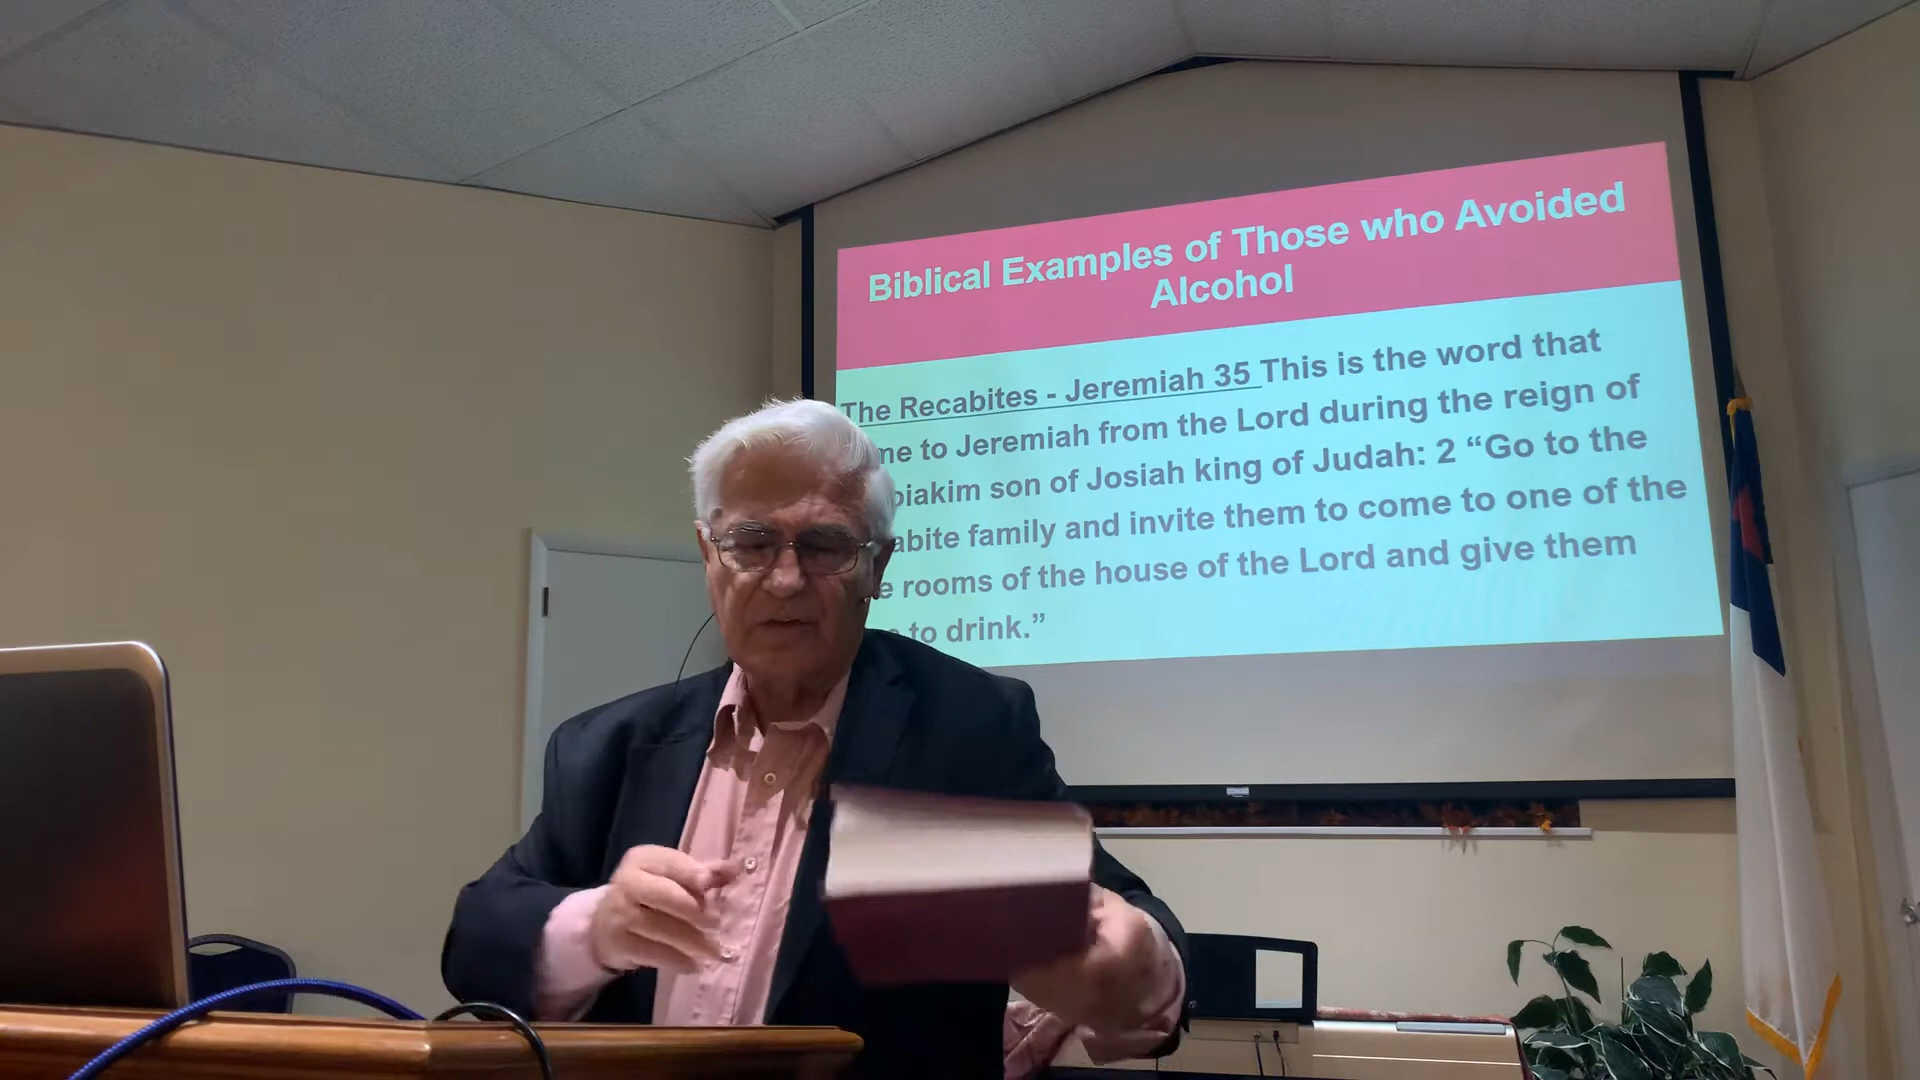 Biblical Examples of Those who Avoided
Alcohol
The Recabites - Jeremiah 35 This is the word that
me to Jeremiah from the Lord during the reign of
oiakim son of Josiah king of Judah: 2 “Go to the
abite family and invite them to come to one of the
e rooms of the house of the Lord and give them
to drink.”